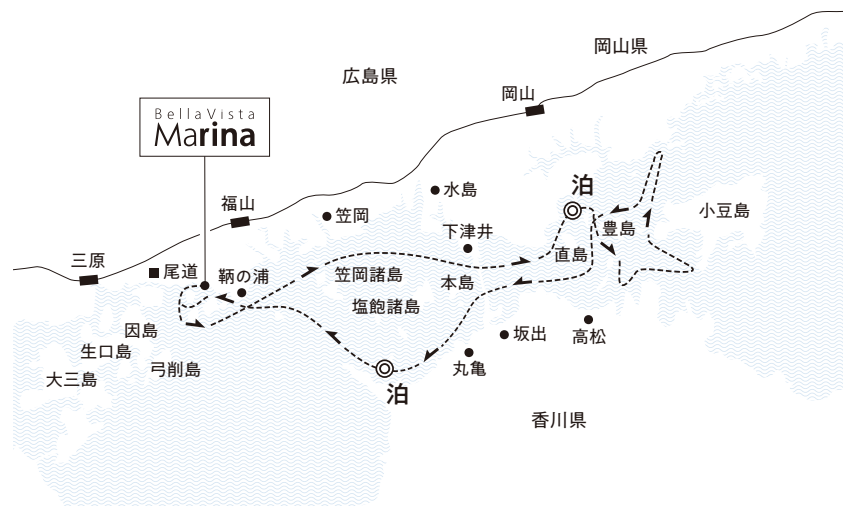 岡山県
広島県
岡山
BellaVista
Marina
泊
水島
小豆島
福山
笠岡
豊島
下津井
直島
三原
尾道
鞆の浦
笠岡諸島
本島
塩飽諸島
因島
坂出
高松
生口島
弓削島
丸亀
大三島
泊
香川県